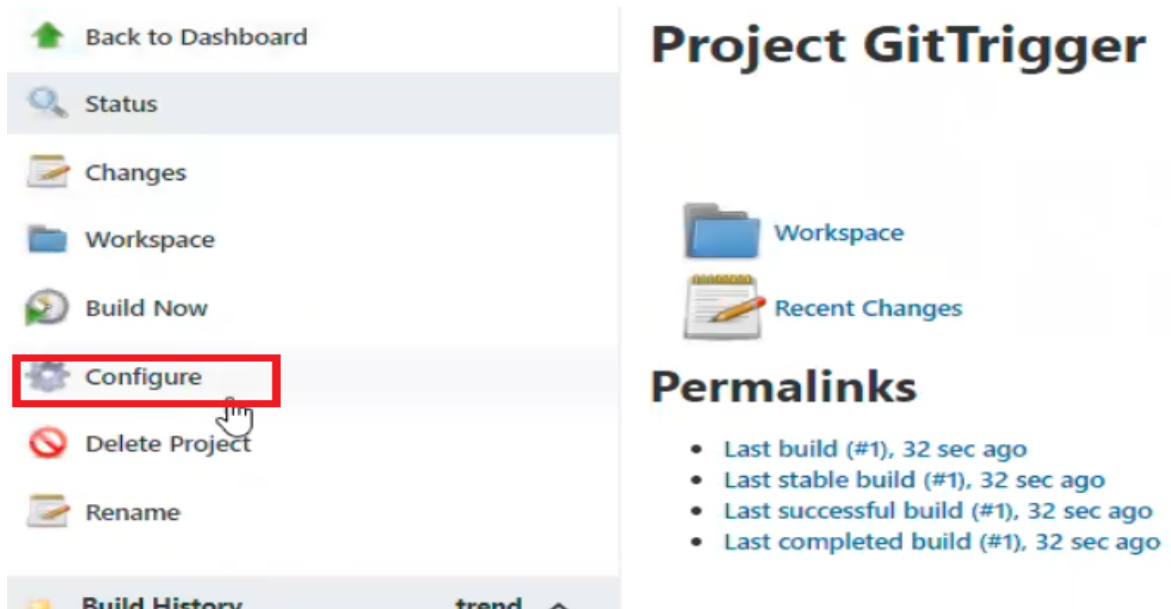 Back to Dashboard
Status
Changes
Workspace
Build Now
Configure
Delete Project
Rename
Build History trend
Project GitTrigger
Workspace
Recent Changes
Permalinks
Last build (#1), 32 sec ago
Last stable build (#1), 32 sec ago
Last successful build (#1), 32 sec ago
Last completed build (#1), 32 sec ago